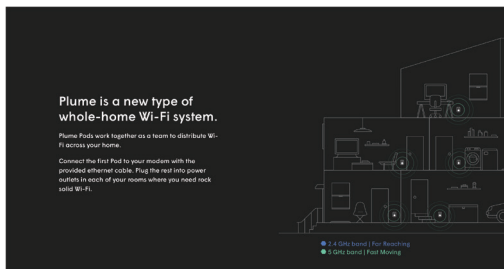 Plume is a new type of
whole-home Wi-Fi system.
Plume Pods work together as a team to distribute Wi-
Fi across your home.
Connect the first Pod to your modem with the
provided ethernet cable. Plug the rest into power
outlets in each of your rooms where you need rock
solid Wi-Fi.
2.4 GHz band | Far Reaching
5 GHz band | Fast Moving